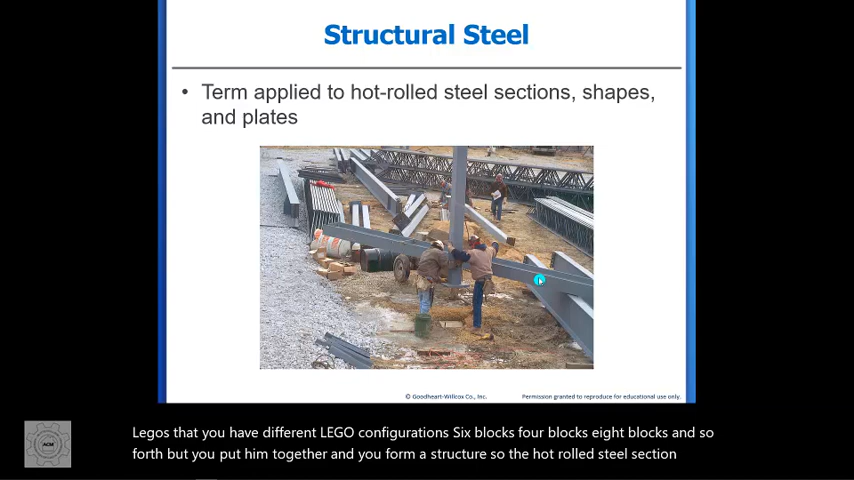 Structural Steel
• Term applied to hot-rolled steel sections, shapes,
and plates
© Goodheart-Willcox Co., Inc.
Permission granted to reproduce for educational use only.
Legos that you have different LEGO configurations Six blocks four blocks eight blocks and so
forth but you put him together and you form a structure so the hot rolled steel section
ACM